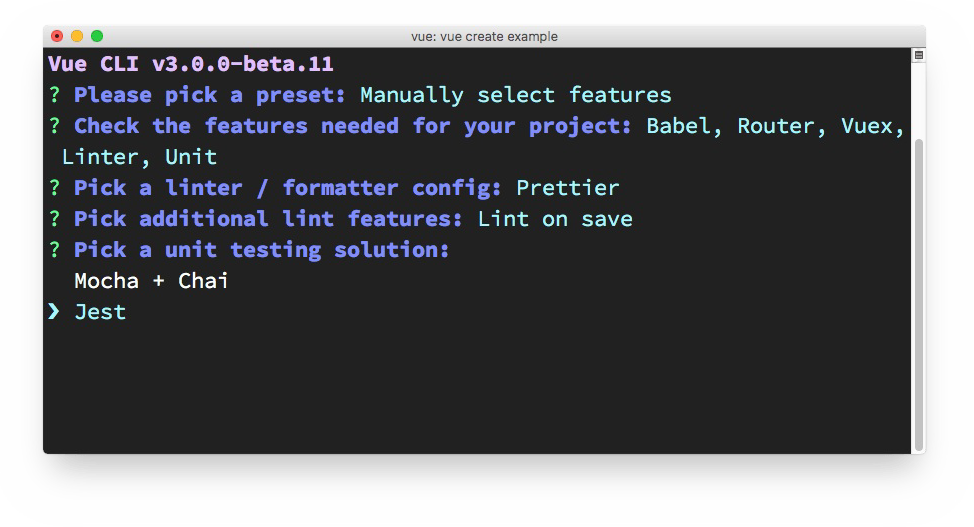 vue: vue create example
Vue CLI v3.0.0-beta.11
? Please pick a preset: Manually select features
? Check the features needed for your project: Babel, Router, Vuex,
Linter, Unit
? Pick a linter / formatter config: Prettier
? Pick additional lint features: Lint on save
? Pick a unit testing solution:
Mocha + Chai
❯ Jest